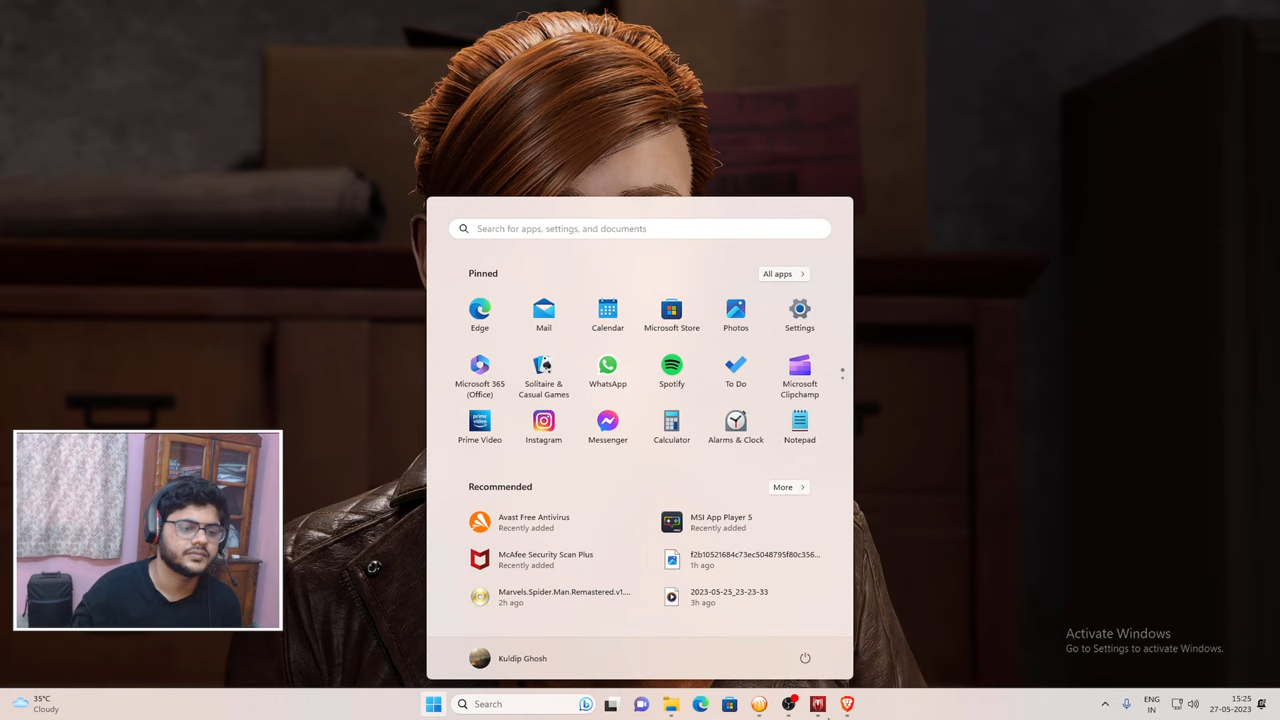 Search for apps, settings, and documents
Pinned
All apps
Edge
Mail
Calendar
Microsoft Store
Photos
Settings
Microsoft 365
(Office)
Solitaire &
Casual Games
WhatsApp
Spotify
To Do
Microsoft
Clipchamp
Prime Video
Instagram
Messenger
Calculator
Alarms & Clock
Notepad
Recommended
More
Avast Free Antivirus
Recently added
MSI App Player 5
Recently added
McAfee Security Scan Plus
Recently added
f2b10521684c73ec5048795f80c356...
1h ago
Marvels.Spider.Man.Remastered.v1....
2h ago
2023-05-25_23-23-33
3h ago
Kuldip Ghosh
Activate Windows
Go to Settings to activate Windows.
35°C
Cloudy
Search
ENG
IN
15:25
27-05-2023
prime
video